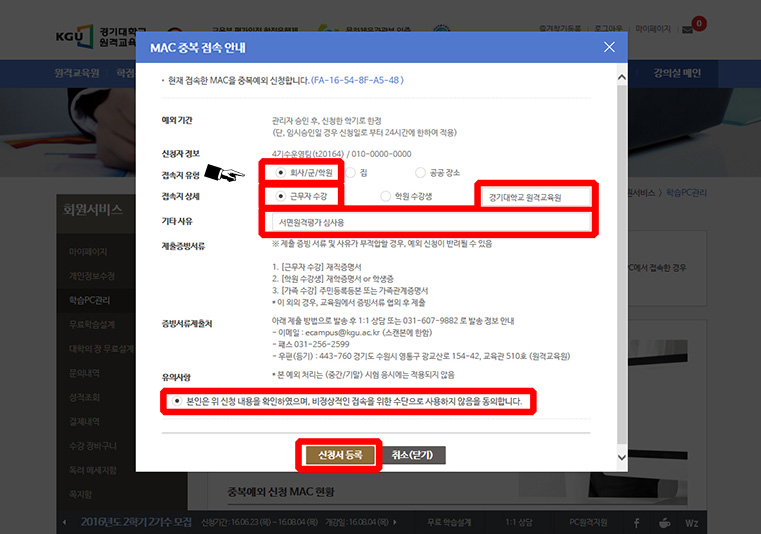 KGU 경기대학교
원격교육
즐겨찾기등록 로그아웃 마이페이지 0
원격교육원 학점
강의실 메인
MAC 중복 접속 안내
현재 접속한 MAC을 중복예외 신청합니다. (FA-16-54-8F-A5-48 )
예외 기간 관리자 승인 후, 신청한 학기로 한정
(단, 임시승인일 경우 신청일로 부터 24시간에 한하여 적용)
신청자 정보 4기수운영팀(t20164) / 010-0000-0000
접속지 유형 회사/군/학원 집 공공 장소
접속지 상세 근무자 수강 학원 수강생 경기대학교 원격교육원
기타 사유 서면원격평가 심사용
제출증빙서류 ※ 제출 증빙 서류 및 사유가 부적합할 경우, 예외 신청이 반려될 수 있음
1. [근무자 수강] 재직증명서
2. [학원 수강생] 재학증명서 or 학생증
3. [가족 수강] 주민등록등본 또는 가족관계증명서
* 이 외의 경우, 교육원에서 증빙서류 협의 후 제출
증빙서류제출처 아래 제출 방법으로 발송 후 1:1 상담 또는 031-607-9882 로 발송 정보 안내
- 이메일 : ecampus@kgu.ac.kr (스캔본에 한함)
- 팩스 031-256-2599
- 우편(등기) : 443-760 경기도 수원시 영통구 광교산로 154-42, 교육관 510호 (원격교육원)
유의사항 * 본 예외 처리는 (중간/기말) 시험 응시에는 적용되지 않음
본인은 위 신청 내용을 확인하였으며, 비정상적인 접속을 위한 수단으로 사용하지 않음을 동의합니다.
신청서 등록 취소(닫기)
회원서비스
마이페이지
개인정보수정
학습PC관리
무료학습설계
대학의 장 무료설계
문의내역
성적조회
결제내역
수강 장바구니
독려 메세지함
쪽지함
원서비스 > 학습PC관리
PC에서 접속한 경우
중복예외 신청 MAC 현황
2016년도 2학기 2기수 모집 신청기간 : 16.06.23 (목) ~ 16.08.04 (목) 개강일 : 16.08.04 (목) 무료 학습설계 1:1 상담 PC원격지원 f Wz